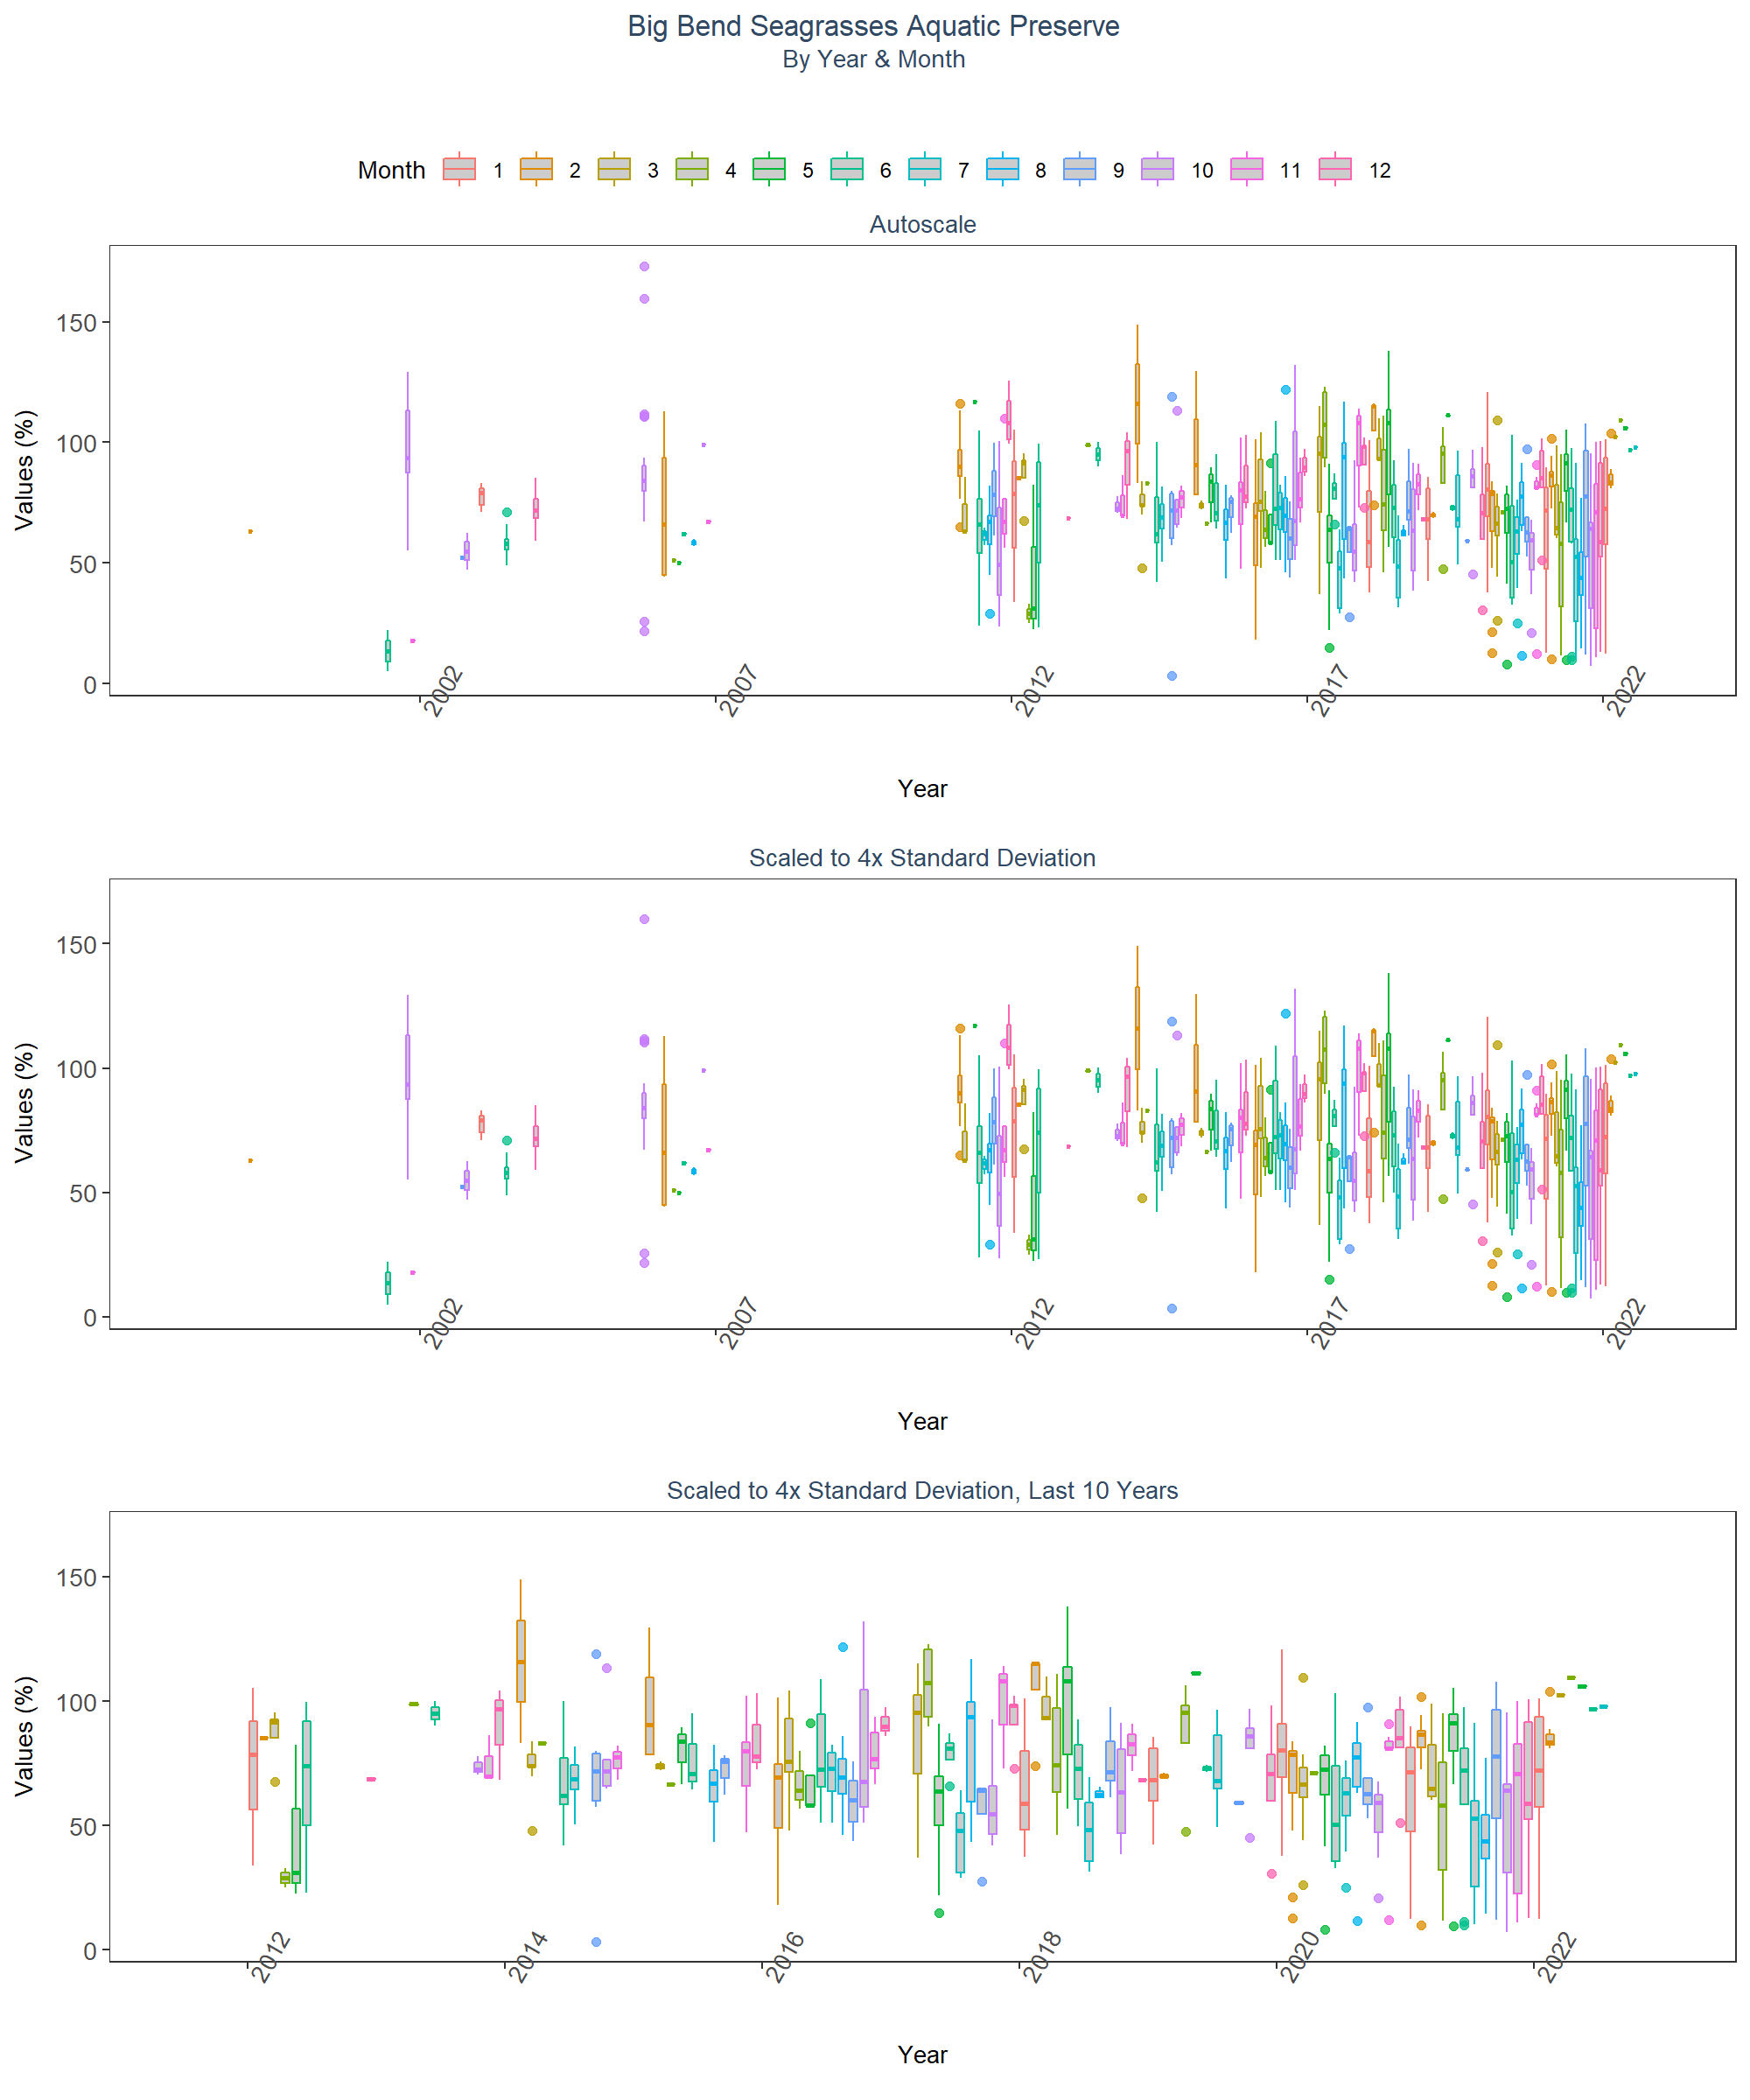 Big Bend Seagrasses Aquatic Preserve
By Year & Month
Month 1 2 3 4 5 6 7 8 9 10 11 12
Autoscale
Values (%)
150
100
50
0
2002 2007 2012 2017 2022
Year
Scaled to 4x Standard Deviation
Values (%)
150
100
50
0
2002 2007 2012 2017 2022
Year
Scaled to 4x Standard Deviation, Last 10 Years
Values (%)
150
100
50
0
2012 2014 2016 2018 2020 2022
Year